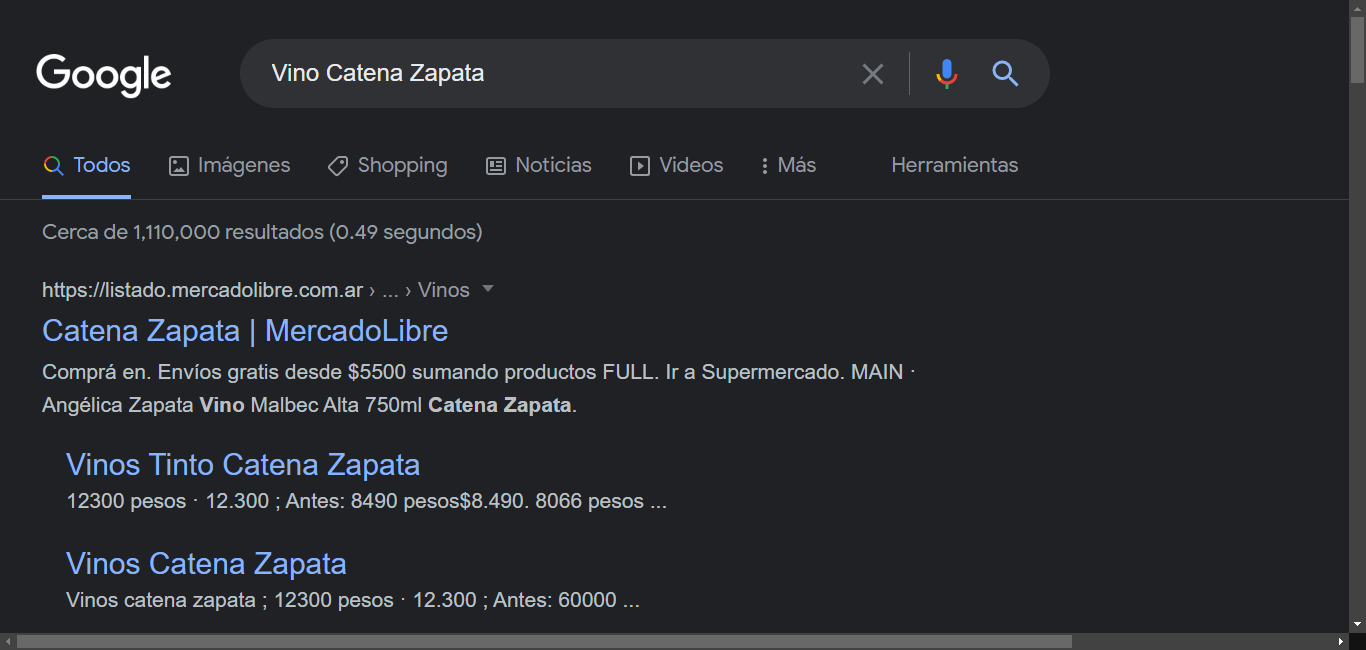 Google
Vino Catena Zapata
Todos Imágenes Shopping Noticias Videos Más Herramientas
Cerca de 1,110,000 resultados (0.49 segundos)
https://listado.mercadolibre.com.ar › ... › Vinos
Catena Zapata | MercadoLibre
Comprá en. Envíos gratis desde $5500 sumando productos FULL. Ir a Supermercado. MAIN ·
Angélica Zapata Vino Malbec Alta 750ml Catena Zapata.
Vinos Tinto Catena Zapata
12300 pesos · 12.300 ; Antes: 8490 pesos$8.490. 8066 pesos ...
Vinos Catena Zapata
Vinos catena zapata ; 12300 pesos · 12.300 ; Antes: 60000 ...